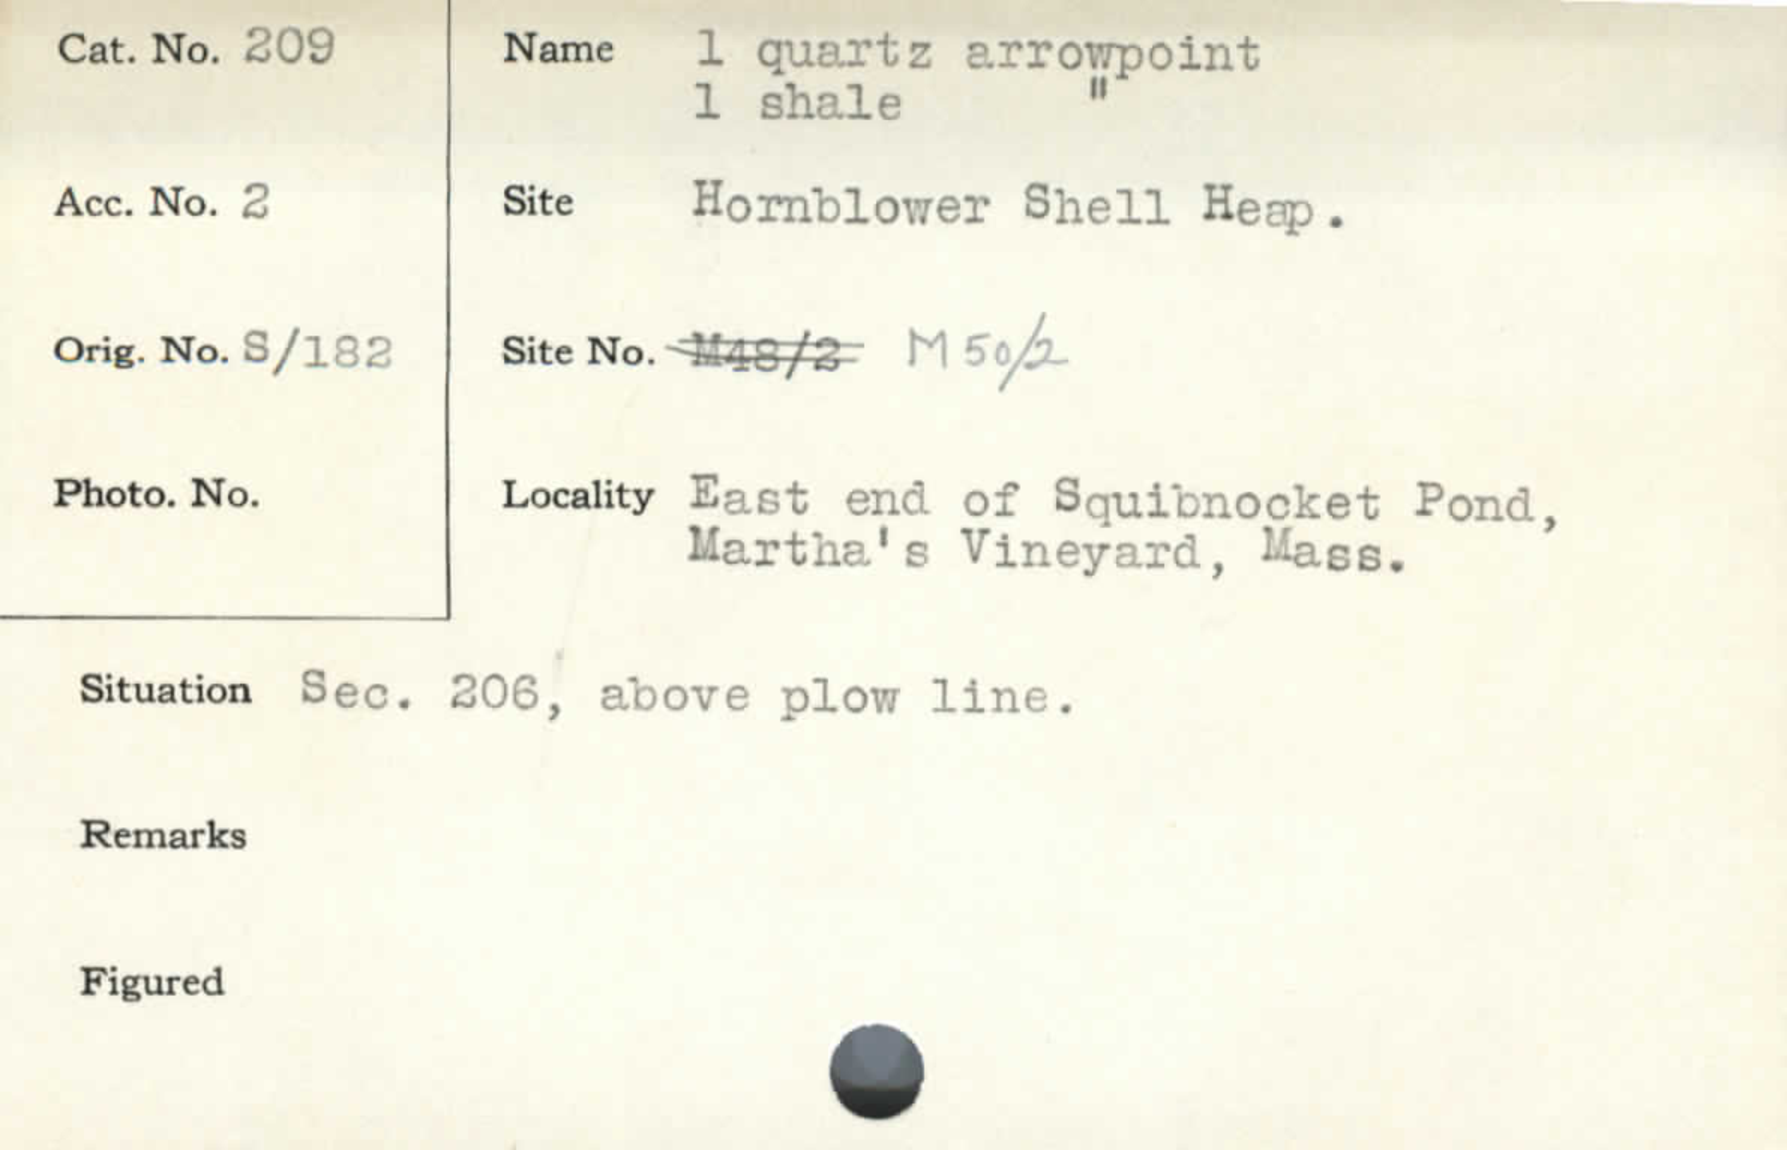 Cat. No. 209
Name 1 quartz arrowpoint
1 shale "
Acc. No. 2
Site Hornblower Shell Heap.
Orig. No. S/182
Site No. M48/2 M 50/2
Photo. No.
Locality East end of Squibnocket Pond,
Martha's Vineyard, Mass.
Situation Sec. 206, above plow line.
Remarks
Figured